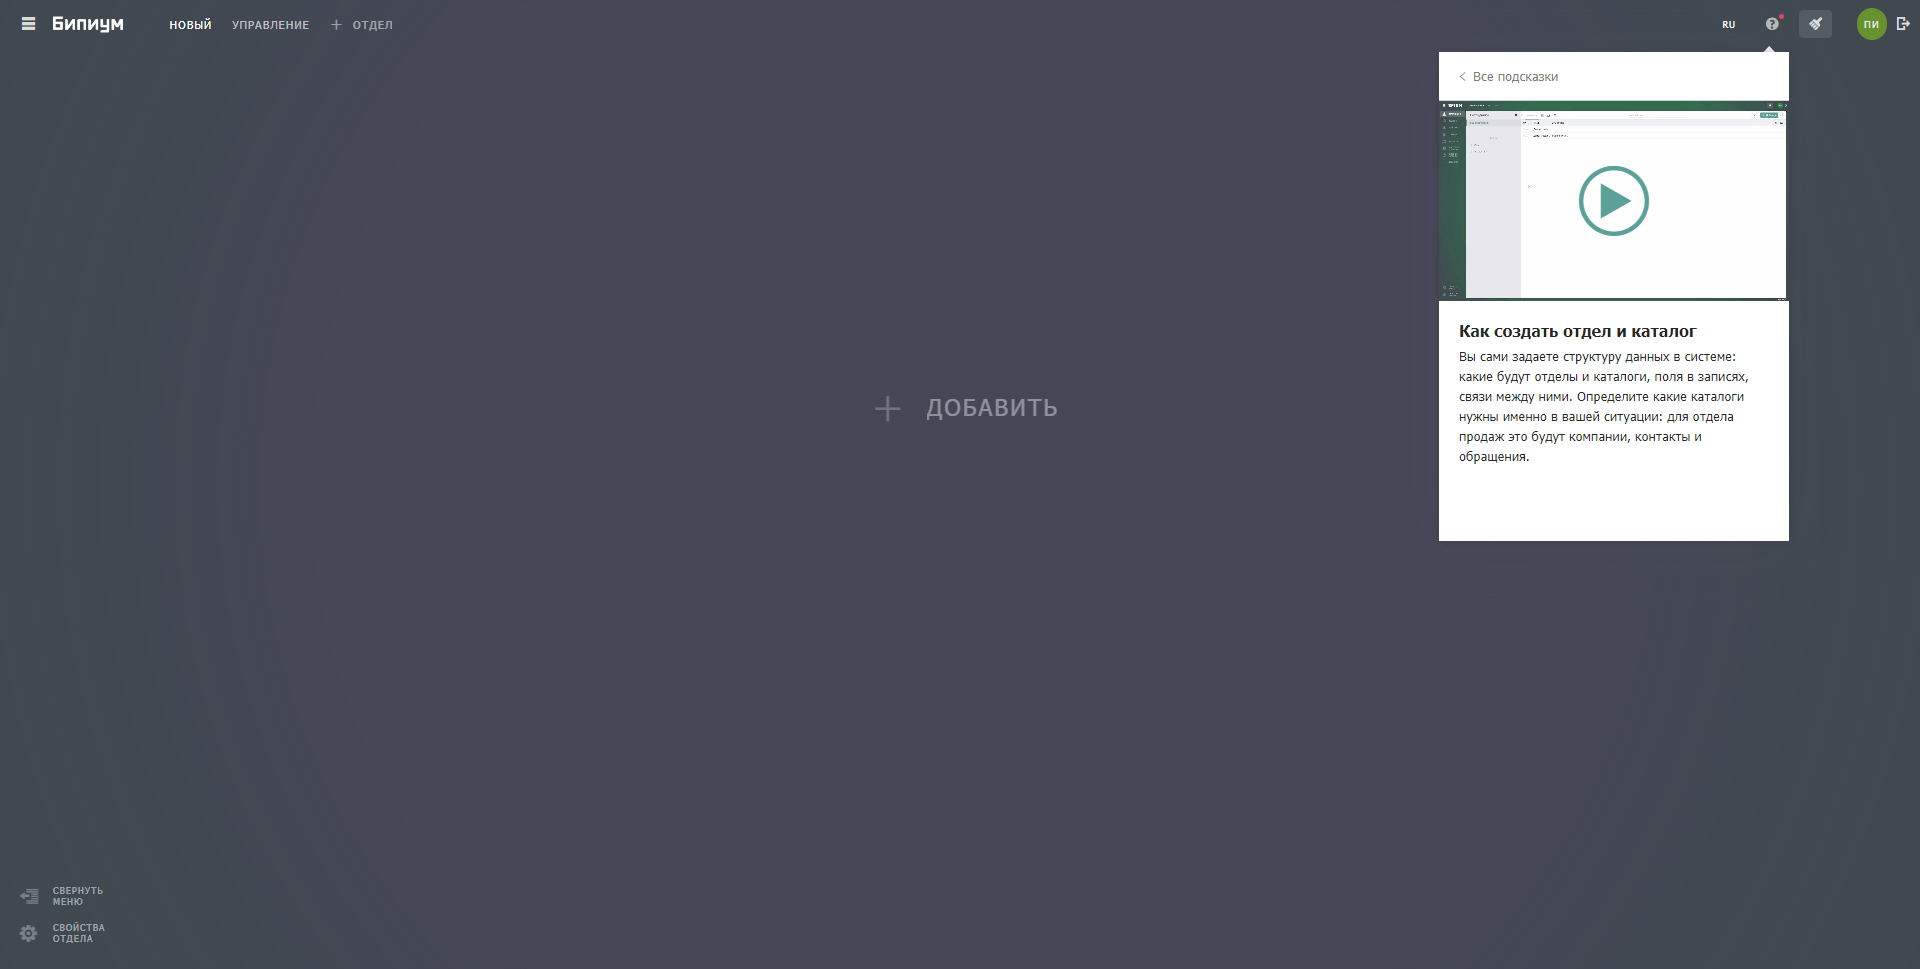 Бипиум
НОВЫЙ
УПРАВЛЕНИЕ
ОТДЕЛ
RU
ПИ
Все подсказки
Как создать отдел и каталог
Вы сами задаете структуру данных в системе:
какие будут отделы и каталоги, поля в записях,
связи между ними. Определите какие каталоги
нужны именно в вашей ситуации: для отдела
продаж это будут компании, контакты и
обращения.
ДОБАВИТЬ
СВЕРНУТЬ
МЕНЮ
СВОЙСТВА
ОТДЕЛА